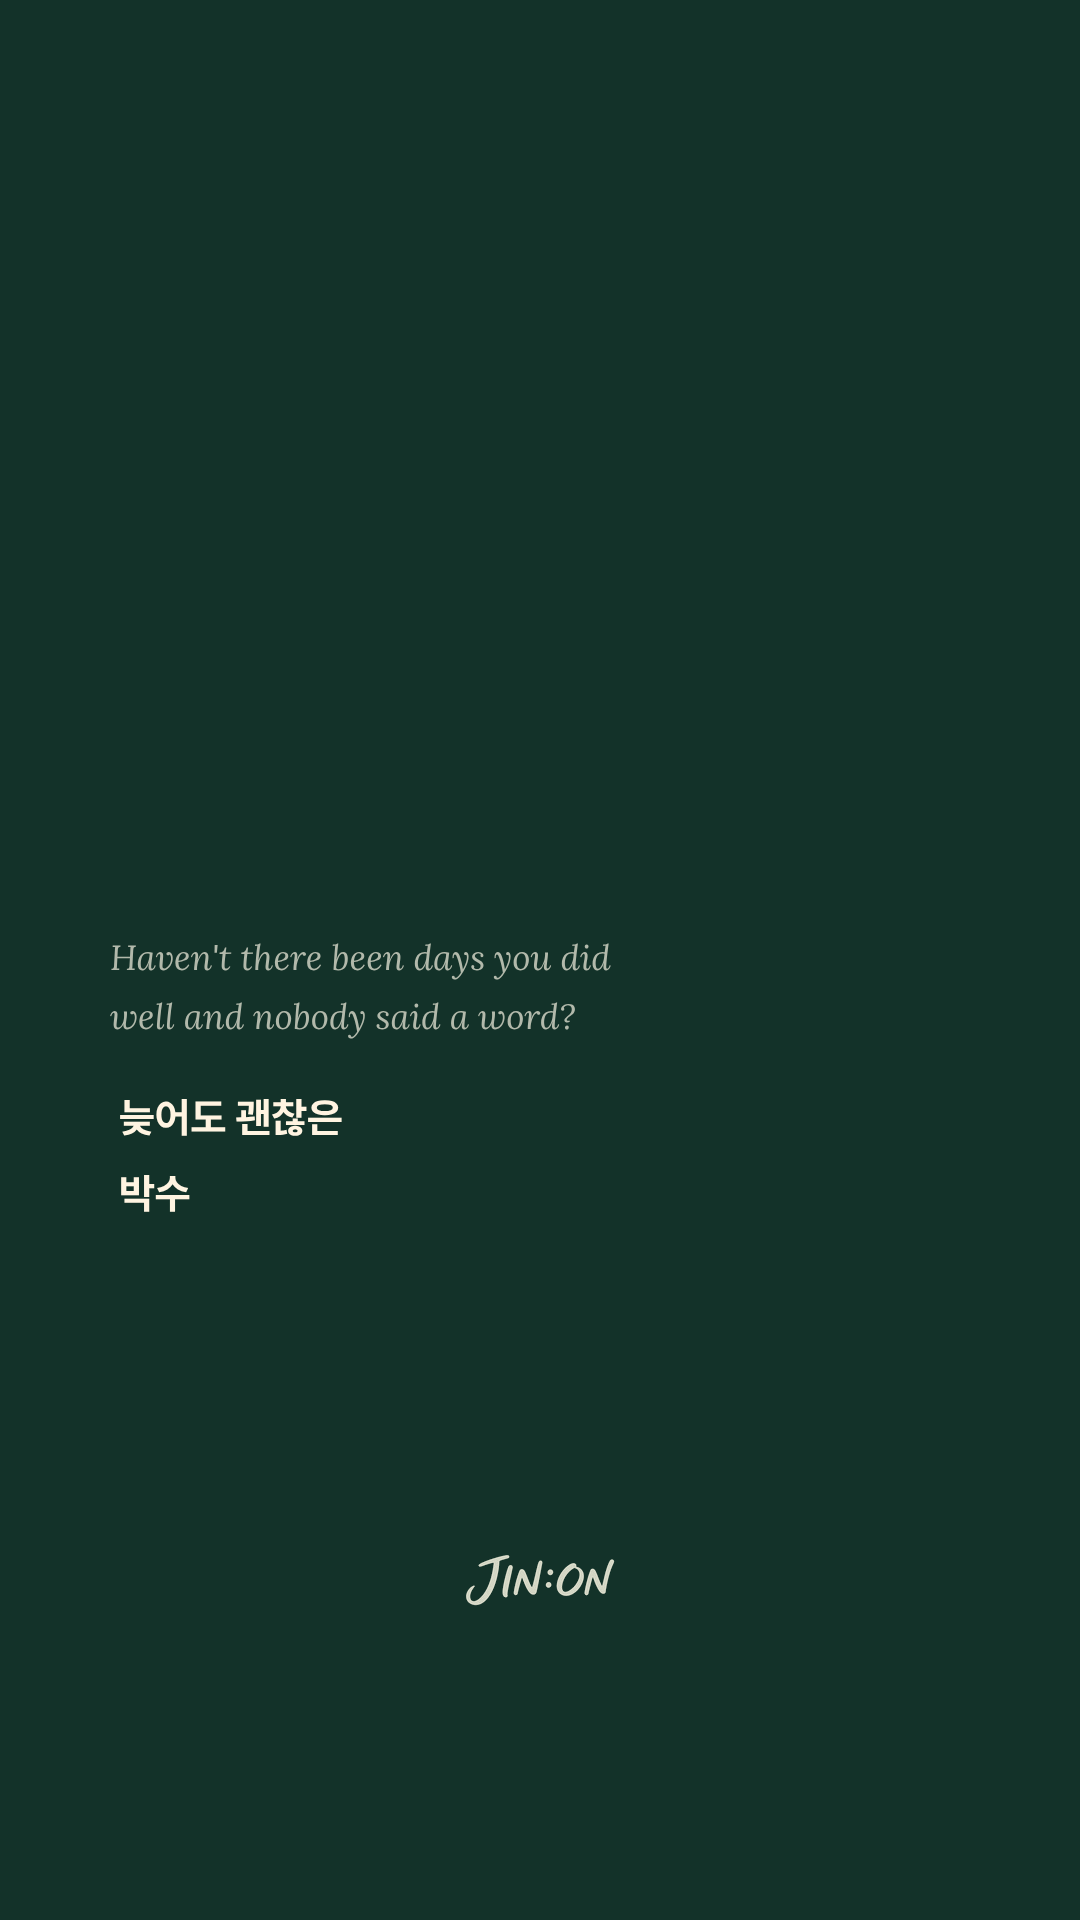 Haven't there been days you did
well and nobody said a word?
늦어도 괜찮은
박수
JIN:ON